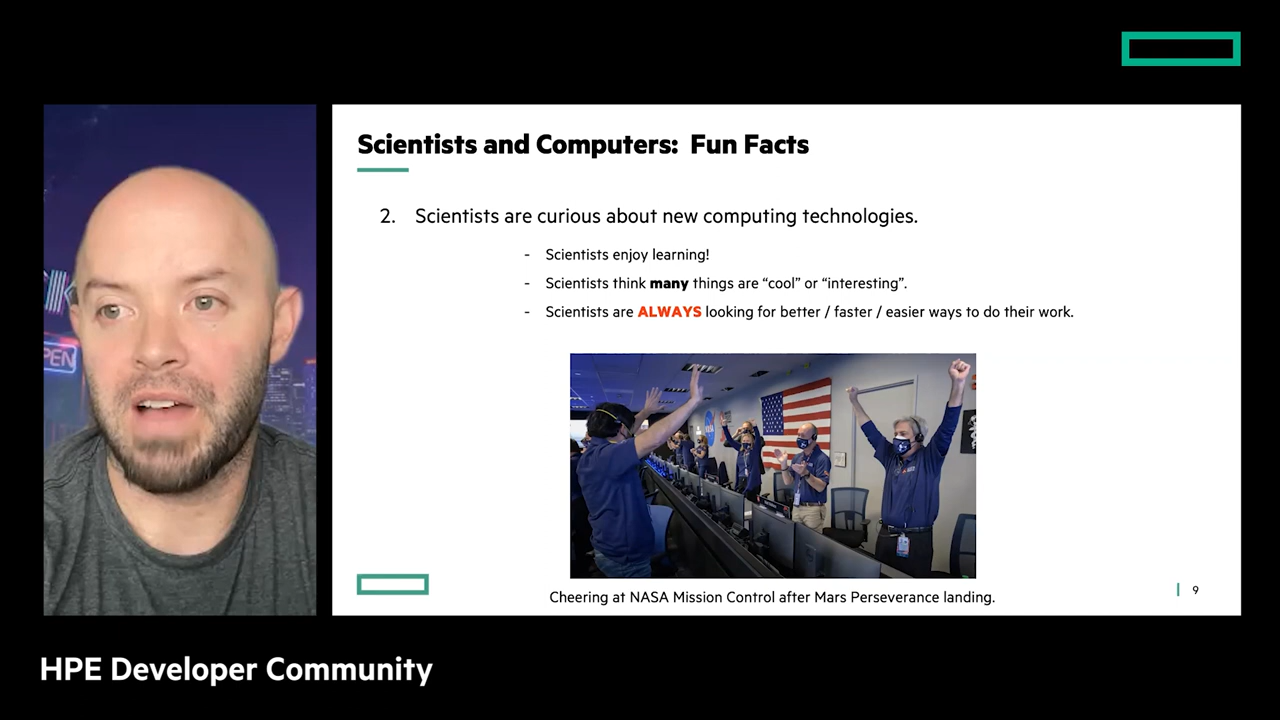 Scientists and Computers: Fun Facts
2. Scientists are curious about new computing technologies.
- Scientists enjoy learning!
- Scientists think many things are “cool” or “interesting”.
- Scientists are ALWAYS looking for better / faster / easier ways to do their work.
NASA
Cheering at NASA Mission Control after Mars Perseverance landing.
9
HPE Developer Community